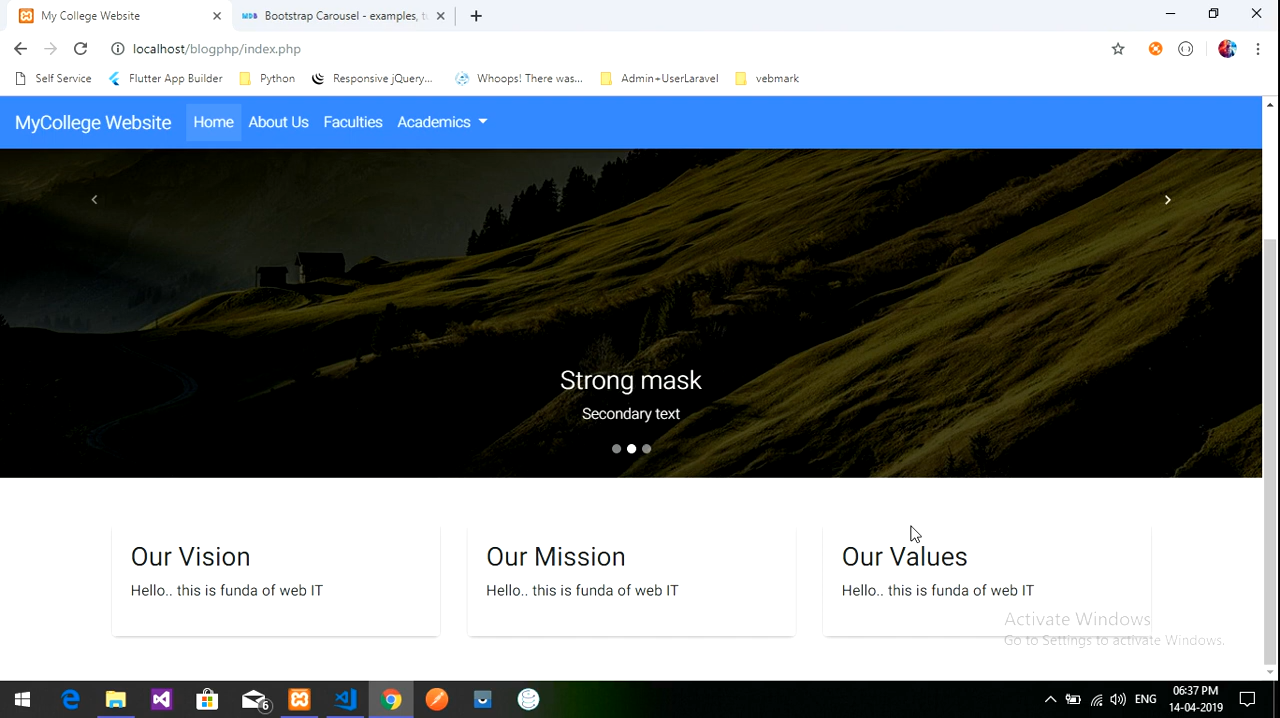 My College Website
MDB Bootstrap Carousel - examples, tu
localhost/blogphp/index.php
Self Service Flutter App Builder Python Responsive jQuery... Whoops! There was... Admin+UserLaravel vebmark
MyCollege Website Home About Us Faculties Academics
Strong mask
Secondary text
Our Vision Our Mission Our Values
Hello.. this is funda of web IT Hello.. this is funda of web IT Hello.. this is funda of web IT
Activate Windows
Go to Settings to activate Windows.
6 ENG 06:37 PM
14-04-2019